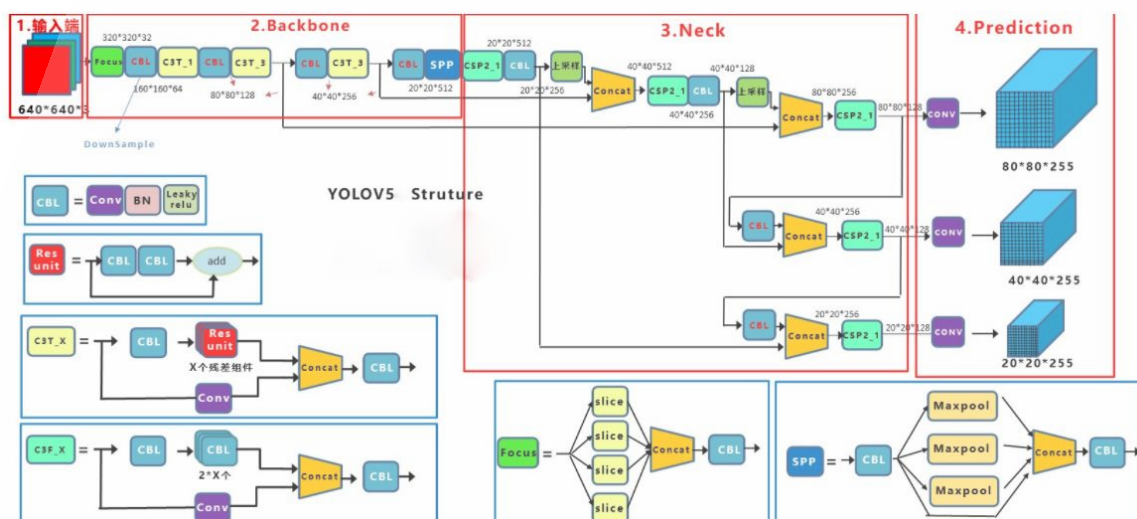 1.输入端
2.Backbone
3.Neck
4.Prediction
320*320*32
Focus
CBL
C3T_1
CBL
C3T_3
CBL
C3T_3
CBL
SPP
CSP2_1
CBL
上采样
Concat
CSP2_1
CBL
上采样
Concat
CSP2_1
CONV
640*640*3
160*160*64
80*80*128
40*40*256
20*20*512
20*20*512
20*20*256
40*40*512
40*40*256
40*40*128
80*80*256
80*80*128
80*80*255
DownSample
YOLOV5 Struture
CBL
=
Conv
BN
Leaky
relu
CBL
Concat
40*40*256
CSP2_1
40*40*128
CONV
40*40*255
Res
unit
=
CBL
CBL
add
CBL
Concat
20*20*256
CSP2_1
20*20*128
CONV
20*20*255
C3T_X
=
CBL
Res
unit
X个残差组件
Conv
Concat
CBL
C3F_X
=
CBL
CBL
2*X个
Conv
Concat
CBL
Focus
=
slice
slice
slice
slice
Concat
CBL
SPP
=
CBL
Maxpool
Maxpool
Maxpool
Concat
CBL